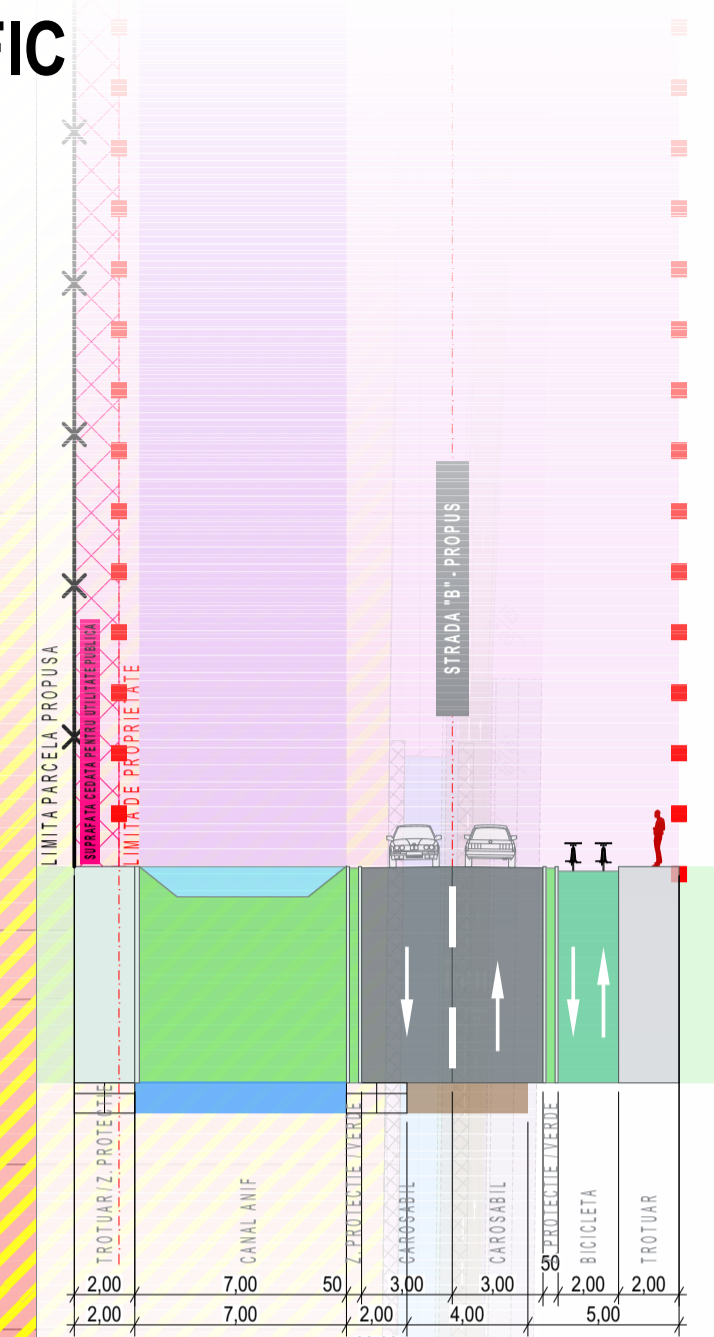 FIC
STRADA "B" - PROPUS
LIMITA PARCELA PROPUSA
SUPRAFATA CEDATA PENTRU UTILITATE PUBLICA
LIMITA DE PROPRIETATE
TROTUAR/Z. PROTECTIE
CANAL ANIF
Z. PROTECTIE /VERDE
CAROSABIL
CAROSABIL
PROTECTIE /VERDE
BICICLETA
TROTUAR
2,00 7,00 50 3,00 3,00 50 2,00 2,00
2,00 7,00 2,00 4,00 5,00